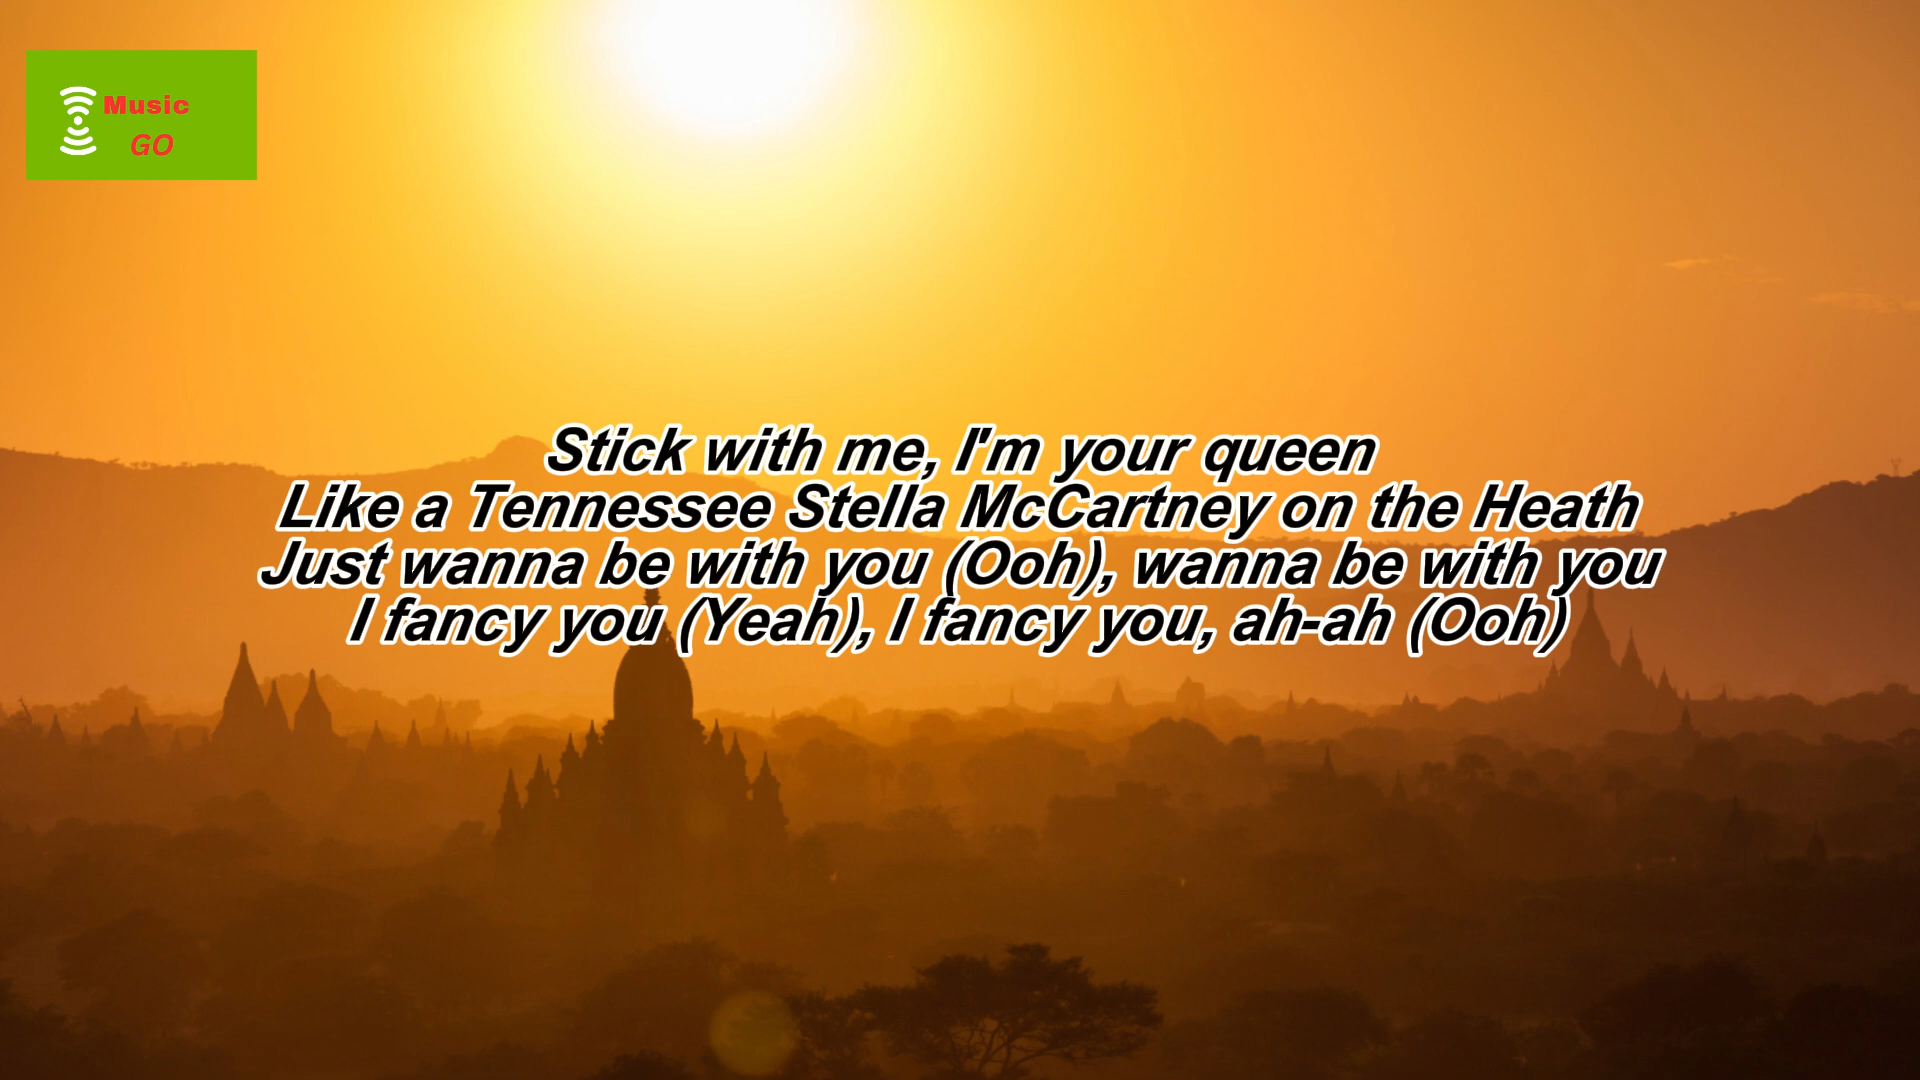 Music
GO
Stick with me, I'm your queen
Like a Tennessee Stella McCartney on the Heath
Just wanna be with you (Ooh), wanna be with you
I fancy you (Yeah), I fancy you, ah-ah (Ooh)